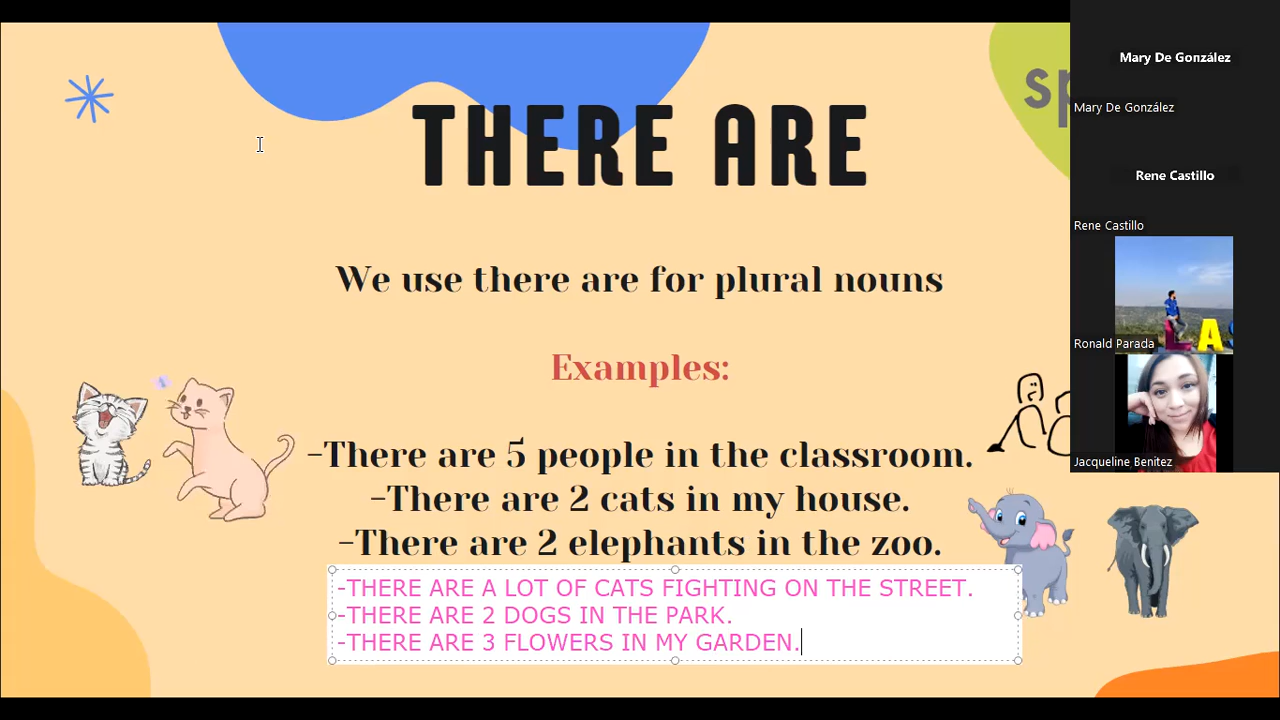 THERE ARE
sp
We use there are for plural nouns
Examples:
-There are 5 people in the classroom.
-There are 2 cats in my house.
-There are 2 elephants in the zoo.
-THERE ARE A LOT OF CATS FIGHTING ON THE STREET.
-THERE ARE 2 DOGS IN THE PARK.
-THERE ARE 3 FLOWERS IN MY GARDEN.
Mary De González
Mary De González
Rene Castillo
Rene Castillo
LA
Ronald Parada
Jacqueline Benitez